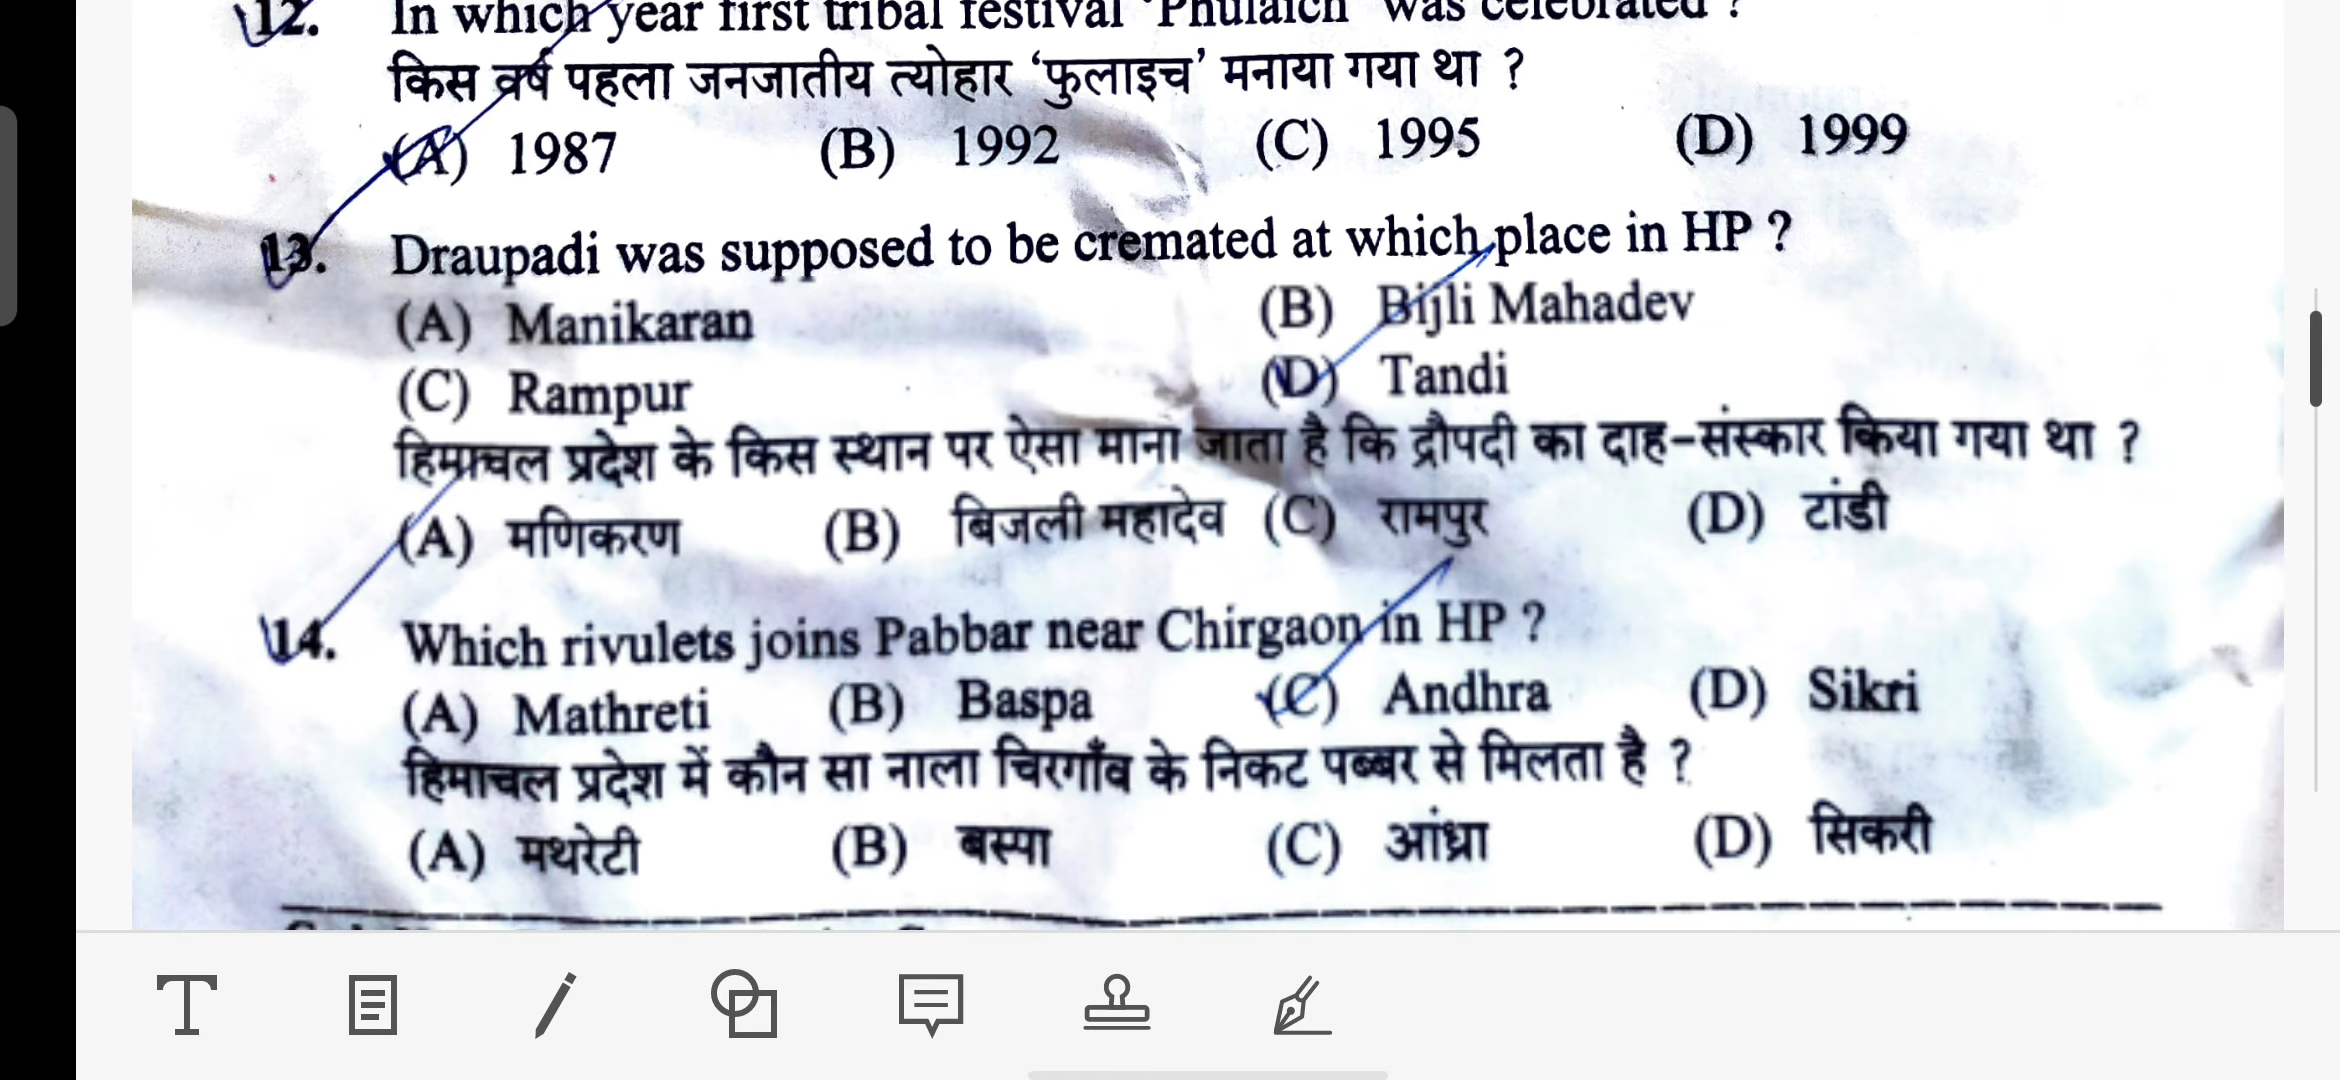 12. In which year first tribal festival 'Phulaich' was celebrated ?
किस वर्ष पहला जनजातीय त्योहार 'फुलाइच' मनाया गया था ?
(A) 1987 (B) 1992 (C) 1995 (D) 1999
13. Draupadi was supposed to be cremated at which place in HP ?
(A) Manikaran (B) Bijli Mahadev
(C) Rampur (D) Tandi
हिमाचल प्रदेश के किस स्थान पर ऐसा माना जाता है कि द्रौपदी का दाह-संस्कार किया गया था ?
(A) मणिकरण (B) बिजली महादेव (C) रामपुर (D) टांडी
14. Which rivulets joins Pabbar near Chirgaon in HP ?
(A) Mathreti (B) Baspa (C) Andhra (D) Sikri
हिमाचल प्रदेश में कौन सा नाला चिरगाँव के निकट पब्बर से मिलता है ?
(A) मथरेटी (B) बस्पा (C) आंध्रा (D) सिकरी